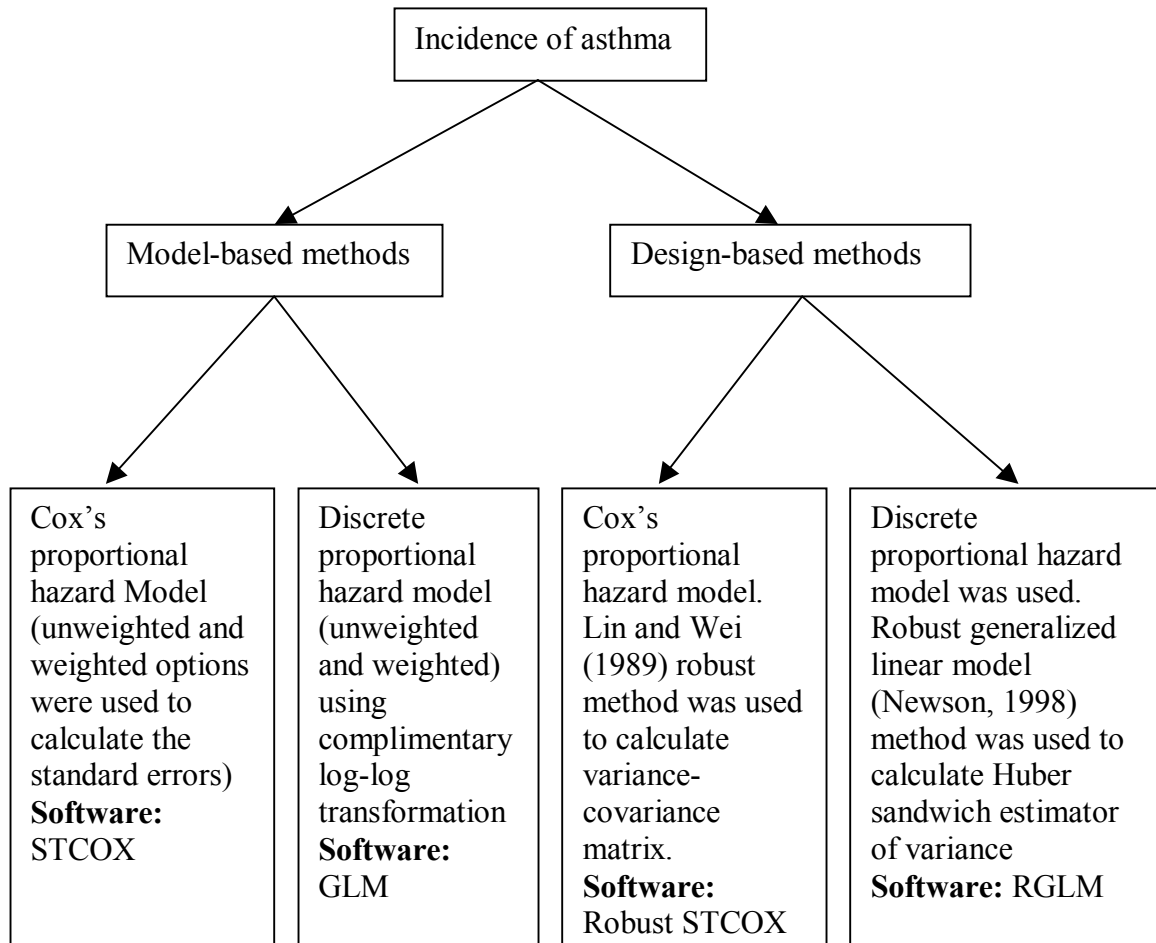 Incidence of asthma
Model-based methods
Design-based methods
Cox’s
proportional
hazard Model
(unweighted and
weighted options
were used to
calculate the
standard errors)
Software:
STCOX
Discrete
proportional
hazard model
(unweighted
and weighted)
using
complimentary
log-log
transformation
Software:
GLM
Cox’s
proportional
hazard model.
Lin and Wei
(1989) robust
method was used
to calculate
variance-
covariance
matrix.
Software:
Robust STCOX
Discrete
proportional hazard
model was used.
Robust generalized
linear model
(Newson, 1998)
method was used to
calculate Huber
sandwich estimator
of variance
Software: RGLM